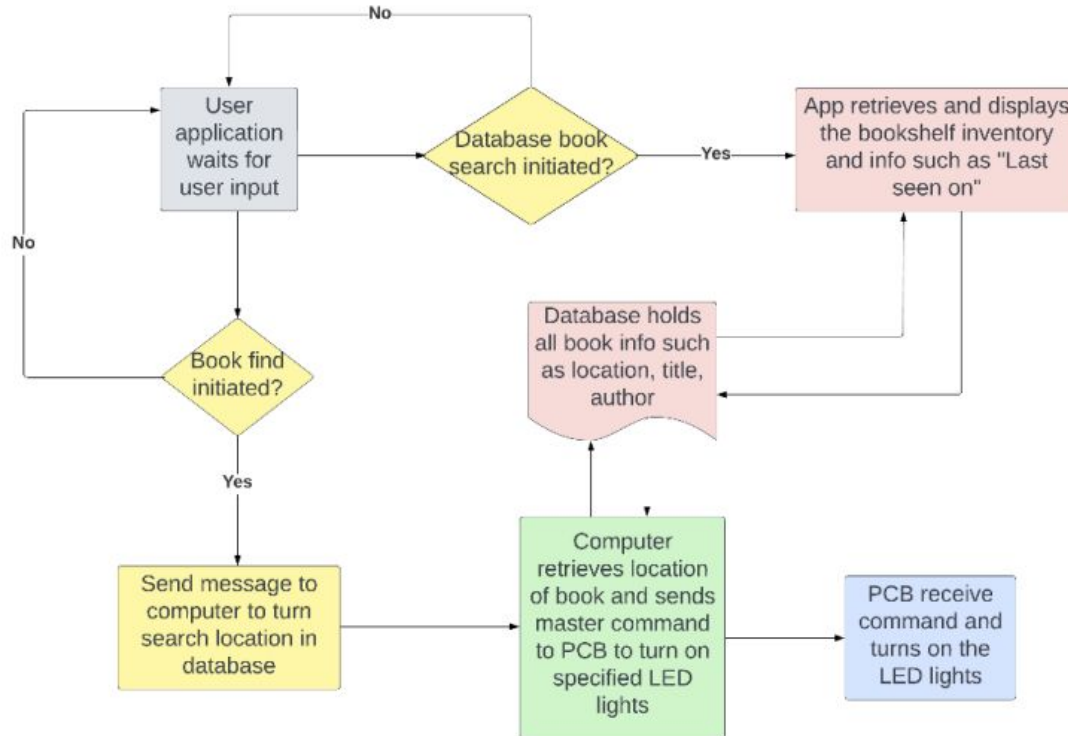 No
User
application
waits for
user input
Database book
search initiated?
Yes
App retrieves and displays
the bookshelf inventory
and info such as "Last
seen on"
No
Book find
initiated?
Database holds
all book info such
as location, title,
author
Yes
Send message to
computer to turn
search location in
database
Computer
retrieves location
of book and sends
master command
to PCB to turn on
specified LED
lights
PCB receive
command and
turns on the
LED lights